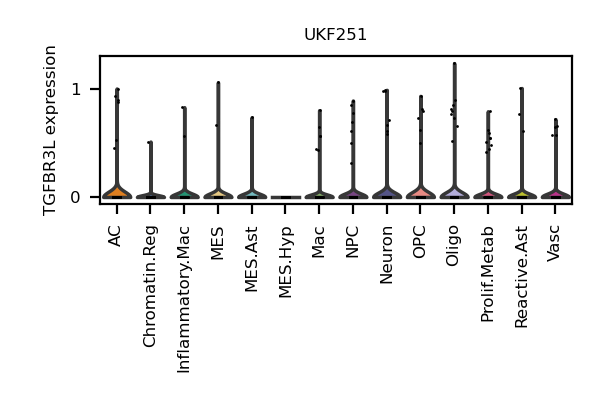 UKF251
TGFBR3L expression
1
0
AC
Chromatin.Reg
Inflammatory.Mac
MES
MES.Ast
MES.Hyp
Mac
NPC
Neuron
OPC
Oligo
Prolif.Metab
Reactive.Ast
Vasc